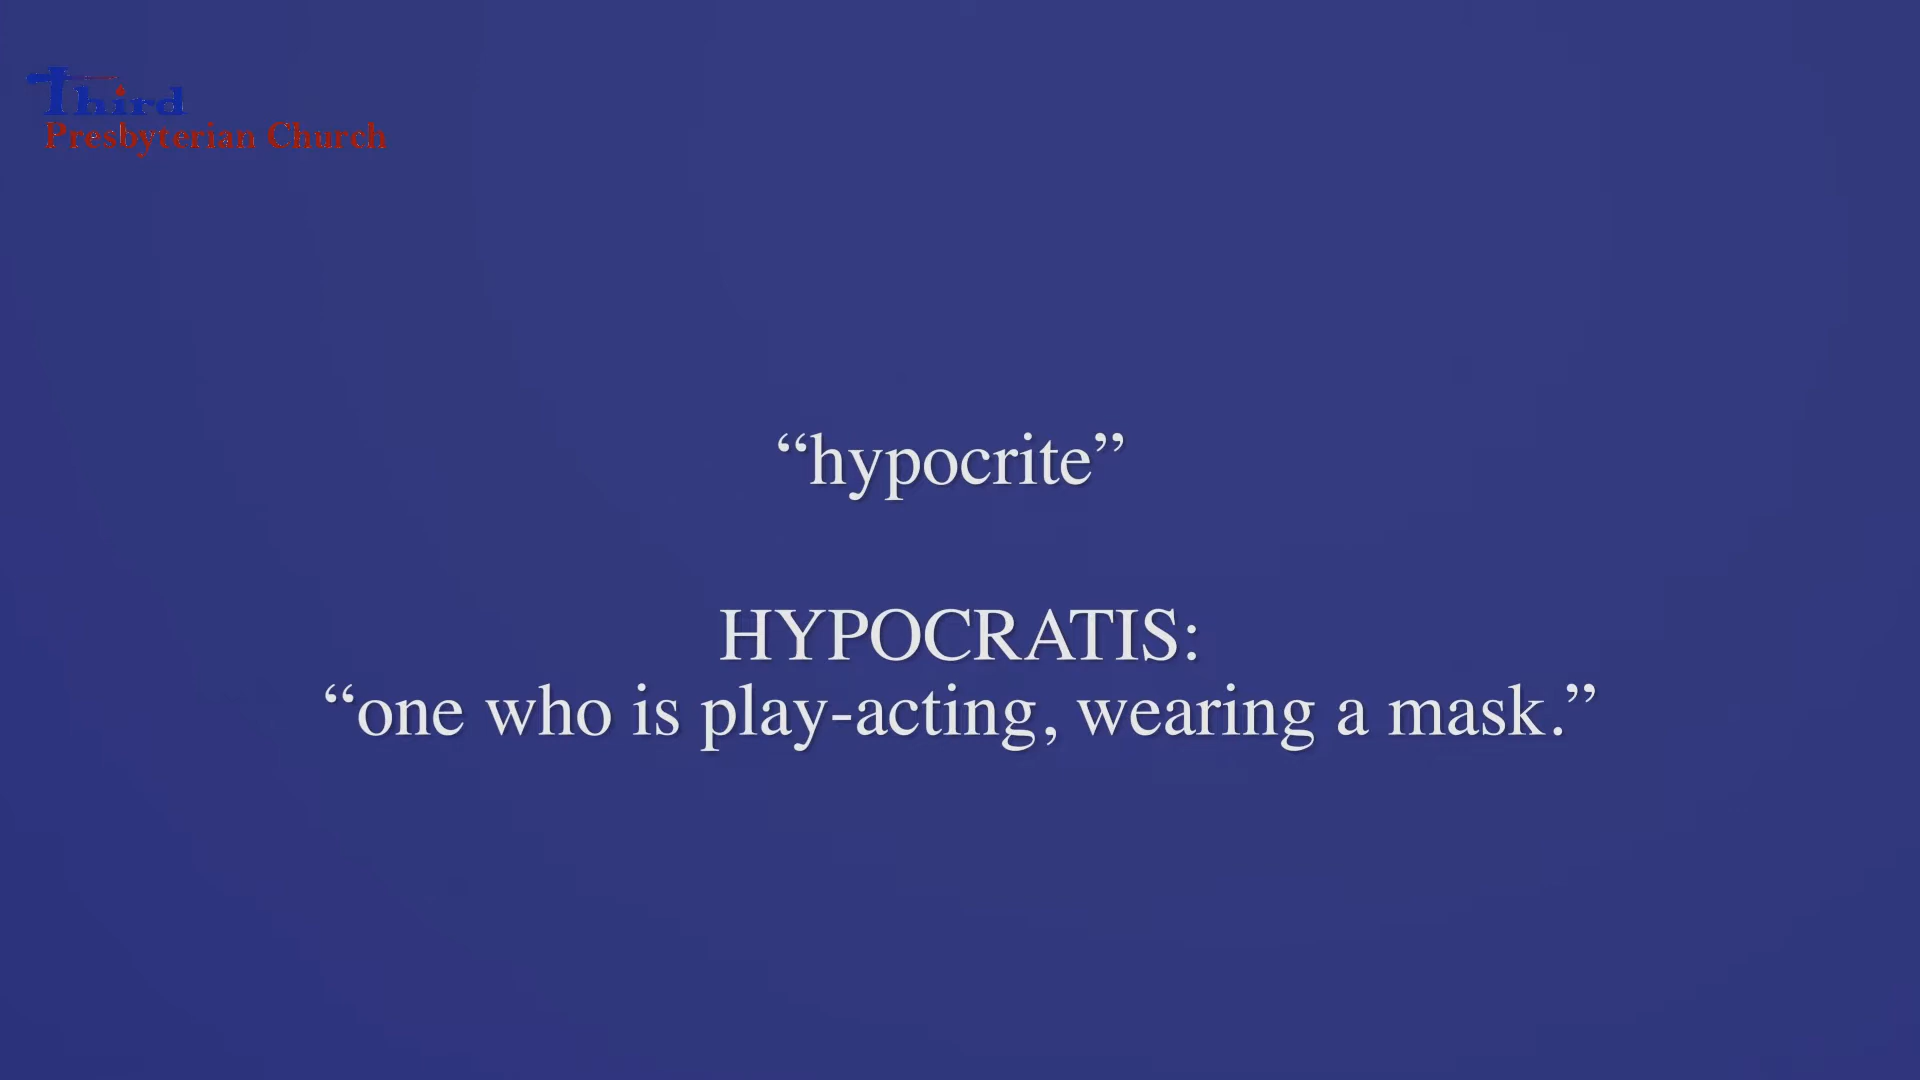 Third
Presbyterian Church
“hypocrite”
HYPOCRATIS:
“one who is play-acting, wearing a mask.”